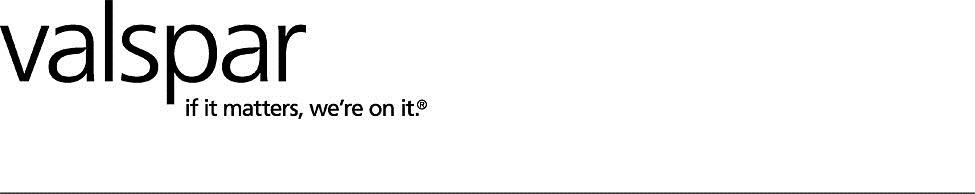 valspar
if it matters, we're on it.®